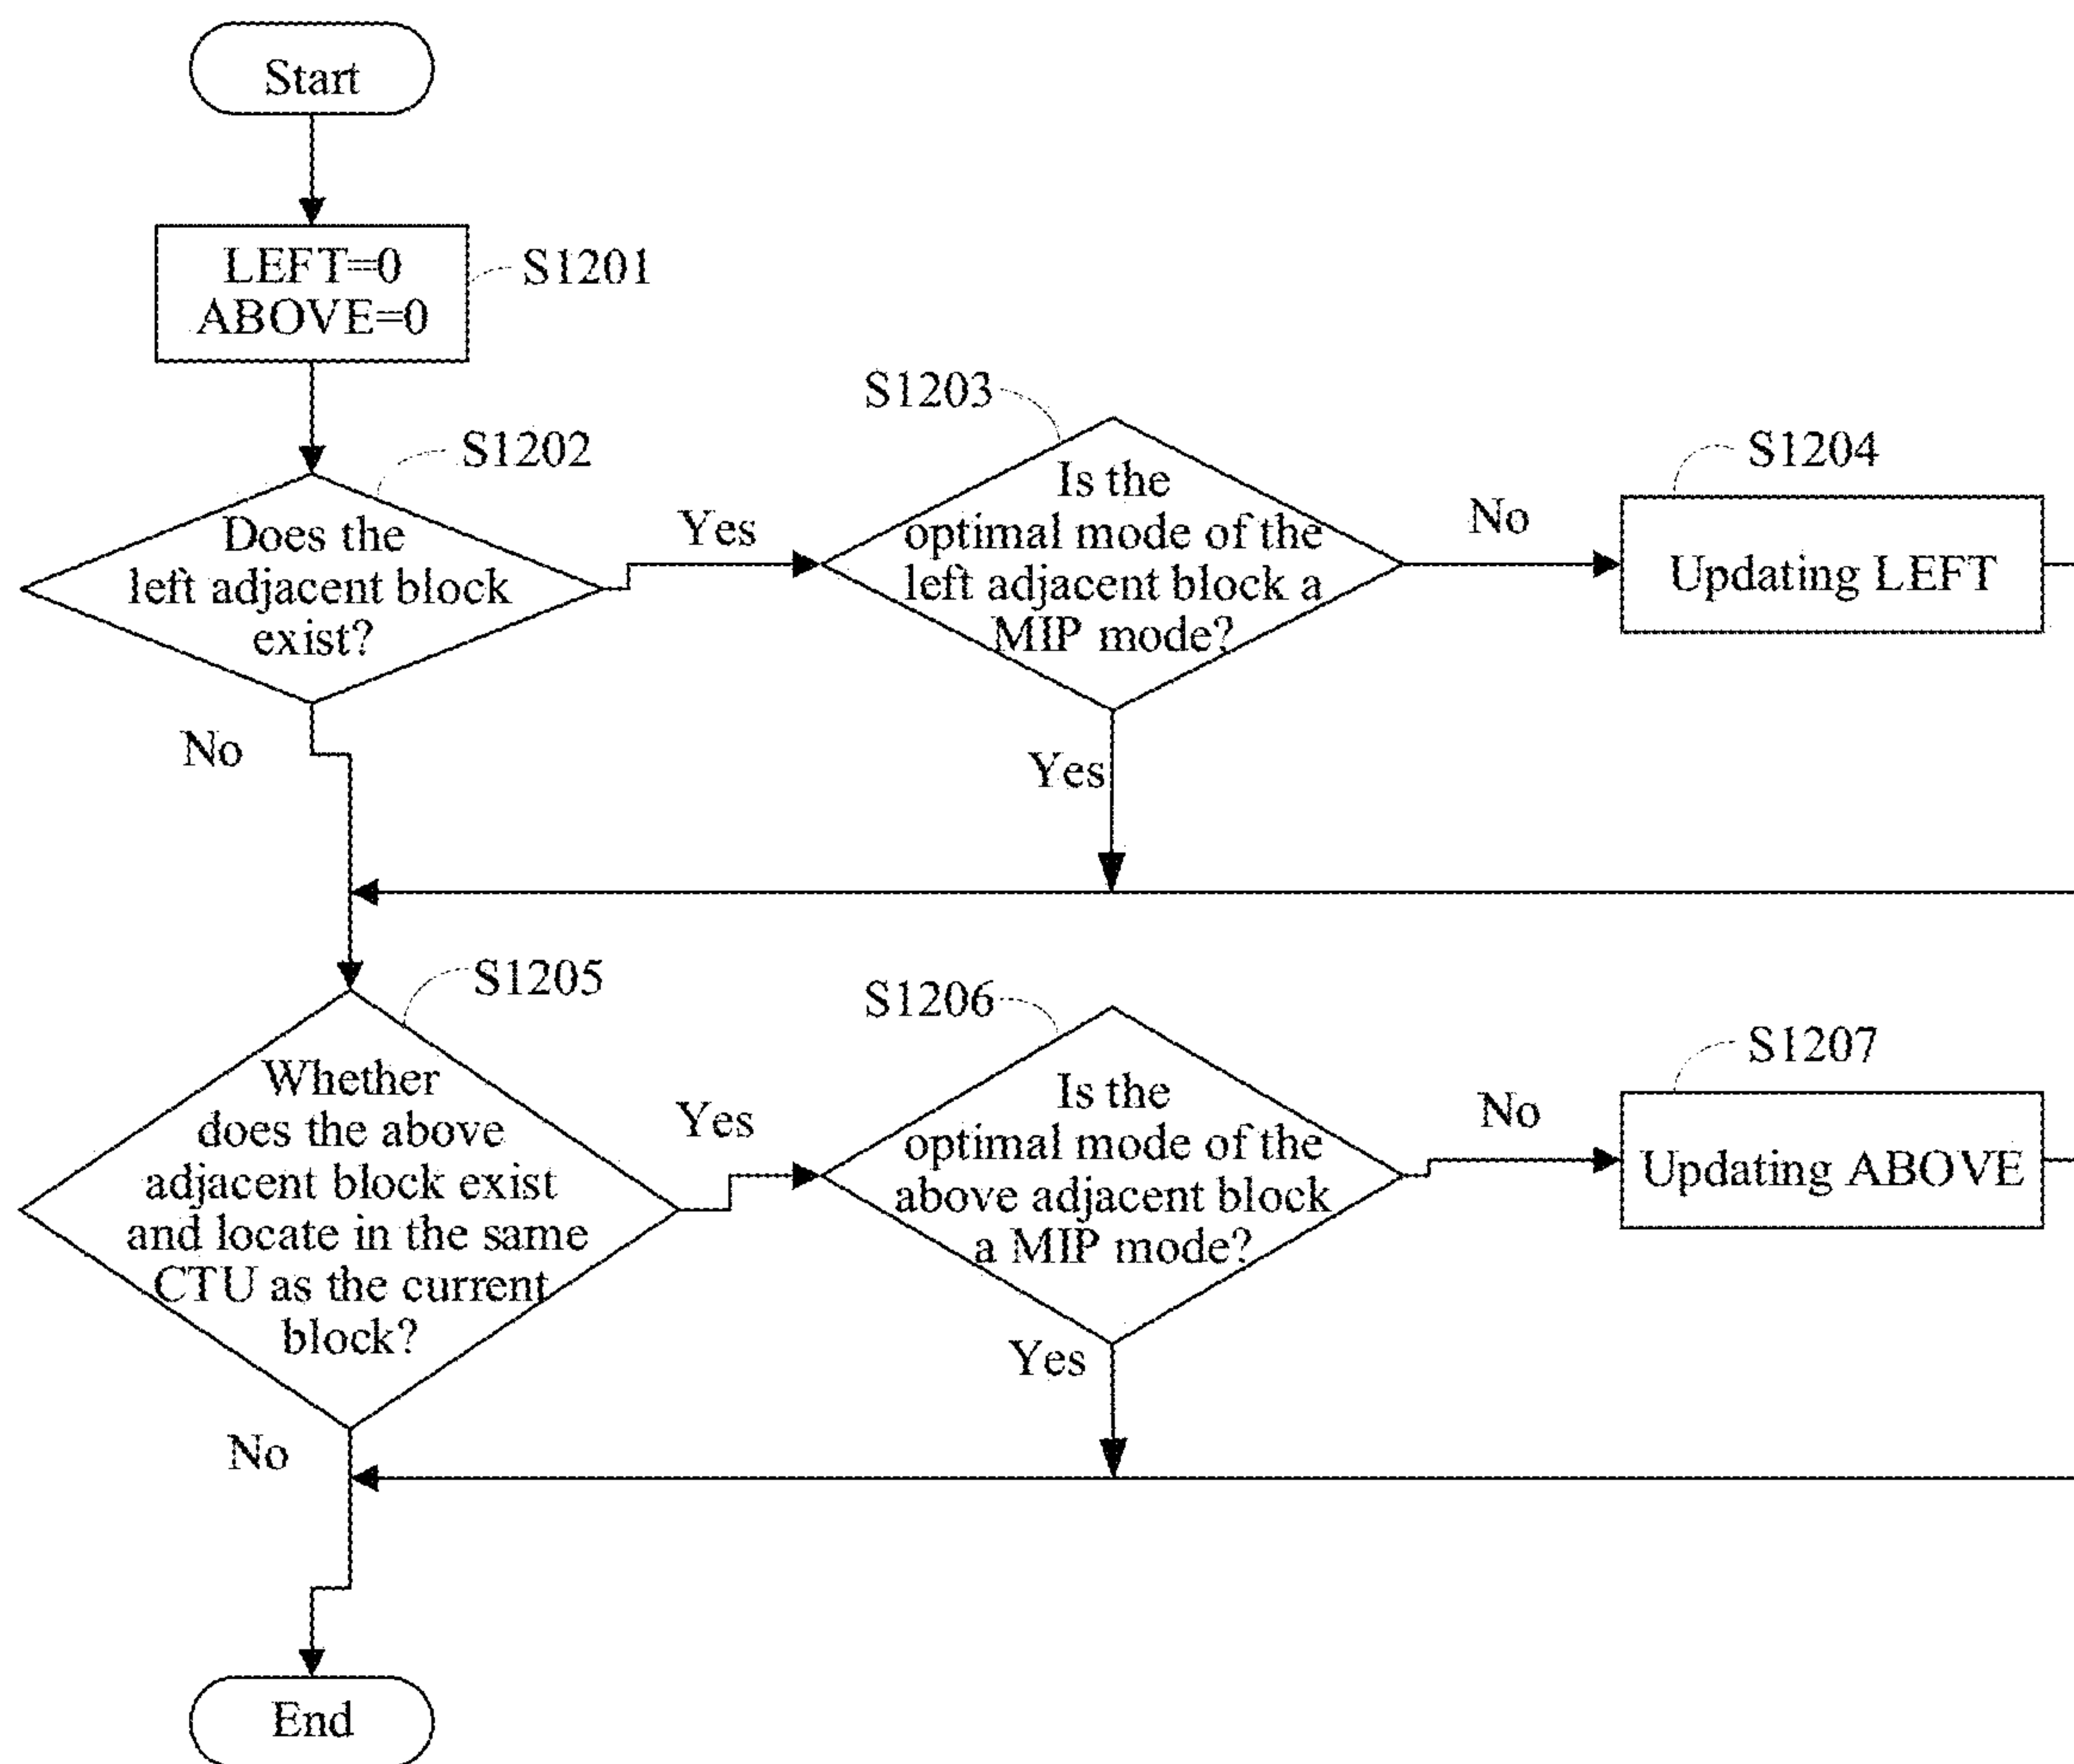 Start
LEFT=0
ABOVE=0
S1201
S1202
Does the
left adjacent block
exist?
Yes
No
S1203
Is the
optimal mode of the
left adjacent block a
MIP mode?
No
Yes
S1204
Updating LEFT
S1205
Whether
does the above
adjacent block exist
and locate in the same
CTU as the current
block?
Yes
No
S1206
Is the
optimal mode of the
above adjacent block
a MIP mode?
No
Yes
S1207
Updating ABOVE
End